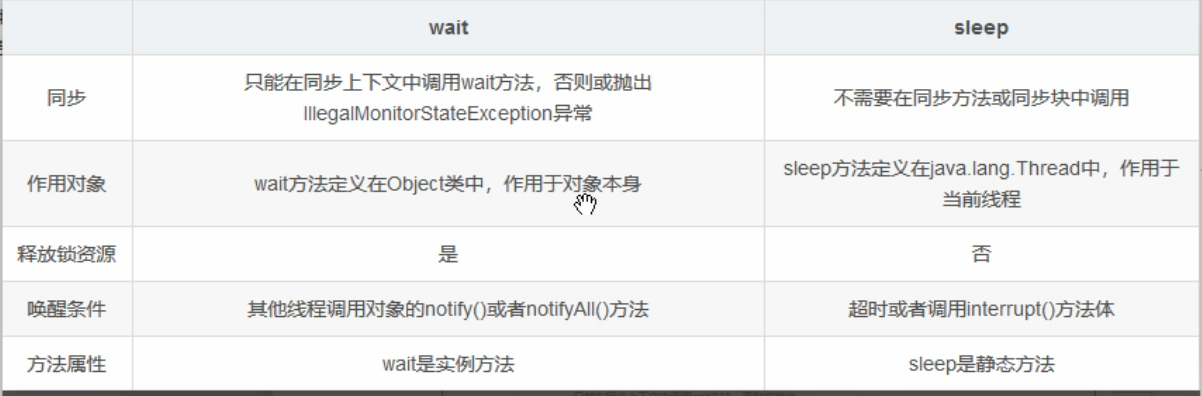 wait
sleep
同步
只能在同步上下文中调用wait方法，否则或抛出
IllegalMonitorStateException异常
不需要在同步方法或同步块中调用
作用对象
wait方法定义在Object类中，作用于对象本身
sleep方法定义在java.lang.Thread中，作用于
当前线程
释放锁资源
是
否
唤醒条件
其他线程调用对象的notify()或者notifyAll()方法
超时或者调用interrupt()方法体
方法属性
wait是实例方法
sleep是静态方法